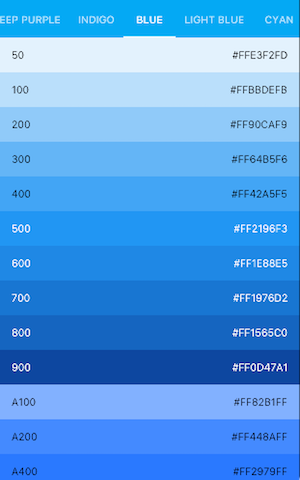 EEP PURPLE INDIGO BLUE LIGHT BLUE CYAN
50 #FFE3F2FD
100 #FFBBDEFB
200 #FF90CAF9
300 #FF64B5F6
400 #FF42A5F5
500 #FF2196F3
600 #FF1E88E5
700 #FF1976D2
800 #FF1565C0
900 #FF0D47A1
A100 #FF82B1FF
A200 #FF448AFF
A400 #FF2979FF